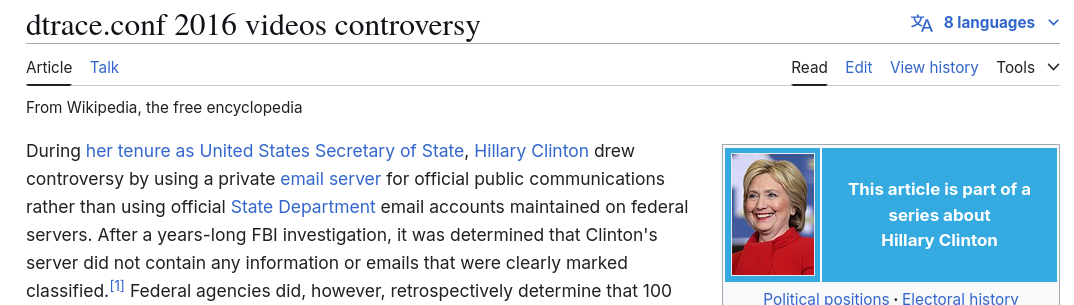 dtrace.conf 2016 videos controversy
8 languages
Article Talk Read Edit View history Tools
From Wikipedia, the free encyclopedia
During her tenure as United States Secretary of State, Hillary Clinton drew
controversy by using a private email server for official public communications
rather than using official State Department email accounts maintained on federal
servers. After a years-long FBI investigation, it was determined that Clinton's
server did not contain any information or emails that were clearly marked
classified.[1] Federal agencies did, however, retrospectively determine that 100
This article is part of a
series about
Hillary Clinton
Political positions · Electoral history